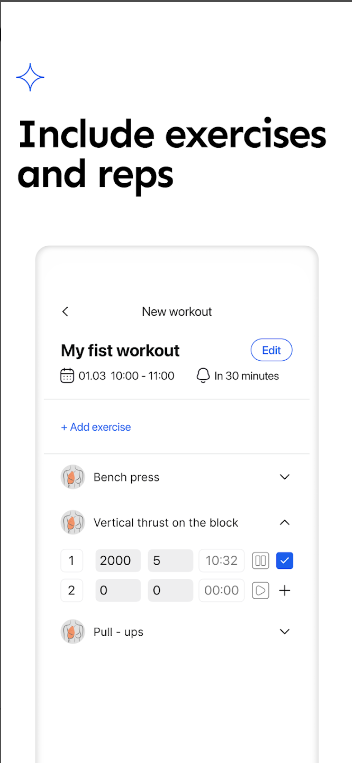 Include exercises
and reps
New workout
My fist workout
Edit
01.03 10:00 - 11:00
In 30 minutes
+ Add exercise
Bench press
Vertical thrust on the block
1 2000 5 10:32
2 0 0 00:00 +
Pull - ups